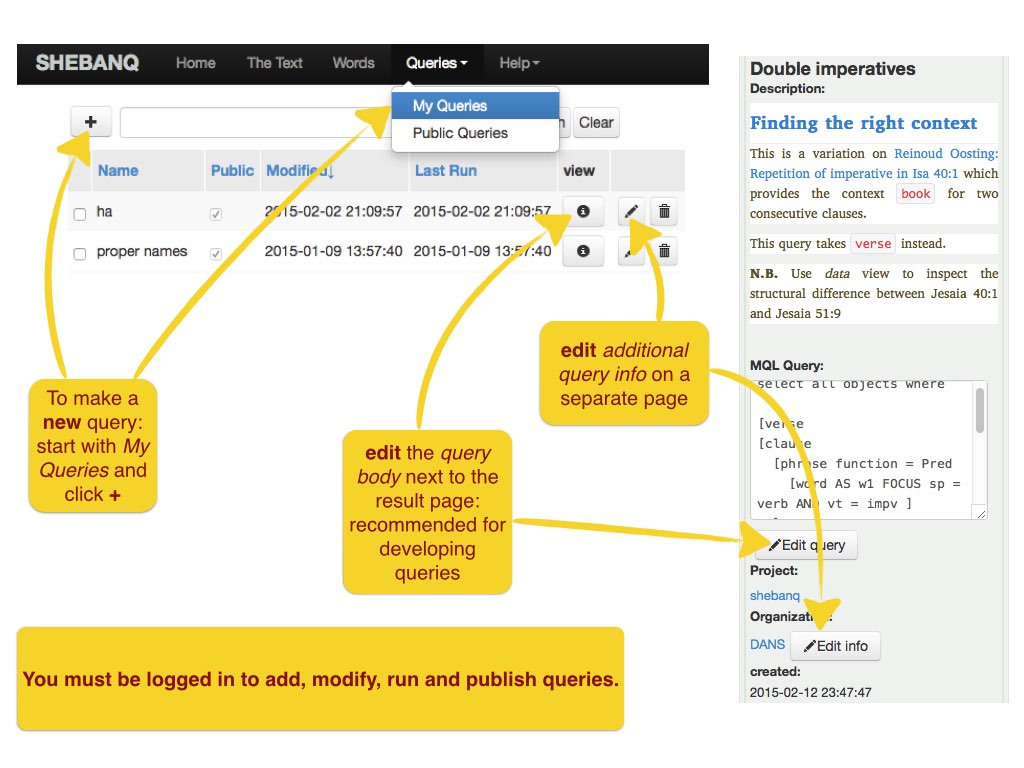 SHEBANQ Home The Text Words Queries Help
My Queries
Public Queries
+ Clear
Name Public Modified↓ Last Run view
ha 2015-02-02 21:09:57 2015-02-02 21:09:57
proper names 2015-01-09 13:57:40 2015-01-09 13:57:40
To make a
new query:
start with My
Queries and
click +
edit the query
body next to the
result page:
recommended for
developing
queries
edit additional
query info on a
separate page
You must be logged in to add, modify, run and publish queries.
Double imperatives
Description:
Finding the right context
This is a variation on Reinoud Oosting:
Repetition of imperative in Isa 40:1 which
provides the context book for two
consecutive clauses.
This query takes verse instead.
N.B. Use data view to inspect the
structural difference between Jesaia 40:1
and Jesaia 51:9
MQL Query:
select all objects where
[verse
[clause
[phrase function = Pred
[word AS w1 FOCUS sp =
verb AND vt = impv ]
Edit query
Project:
shebanq
Organization:
DANS Edit info
created:
2015-02-12 23:47:47